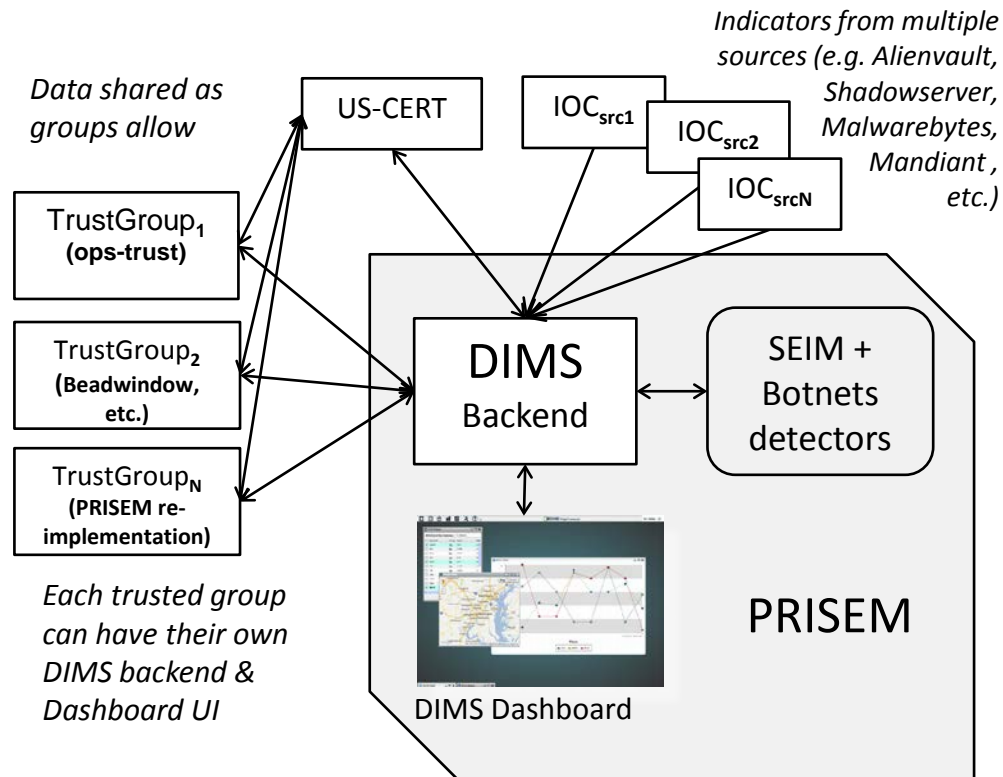 Indicators from multiple
sources (e.g. Alienvault,
Shadowserver,
Malwarebytes,
Mandiant ,
etc.)
Data shared as
groups allow
US-CERT
IOCsrc1
IOCsrc2
IOCsrcN
TrustGroup1
(ops-trust)
TrustGroup2
(Beadwindow,
etc.)
TrustGroupN
(PRISEM re-
implementation)
DIMS
Backend
SEIM +
Botnets
detectors
Each trusted group
can have their own
DIMS backend &
Dashboard UI
PRISEM
DIMS Dashboard